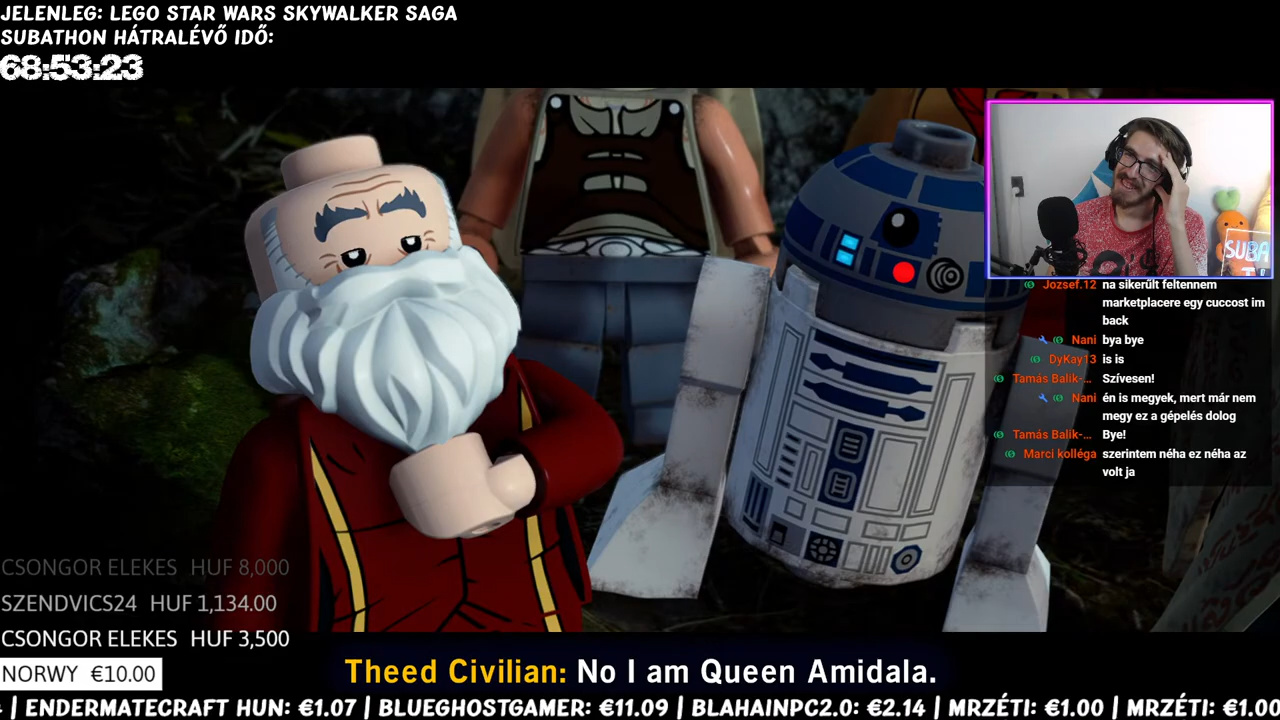 JELENLEG: LEGO STAR WARS SKYWALKER SAGA
SUBATHON HÁTRALÉVŐ IDŐ:
68:53:23
SUBA
Jozsef.12 na sikerűlt feltennem
marketplacere egy cuccost im
back
Nani bya bye
DyKay13 is is
Tamás Balik-... Szívesen!
Nani én is megyek, mert már nem
megy ez a gépelés dolog
Tamás Balik-... Bye!
Marci kolléga szerintem néha ez néha az
volt ja
CSONGOR ELEKES HUF 8,000
SZENDVICS24 HUF 1,134.00
CSONGOR ELEKES HUF 3,500
NORWY €10.00
Theed Civilian: No I am Queen Amidala.
| ENDERMATECRAFT HUN: €1.07 | BLUEGHOSTGAMER: €11.09 | BLAHAINPC2.0: €2.14 | MRZÉTI: €1.00 | MRZÉTI: €1.00